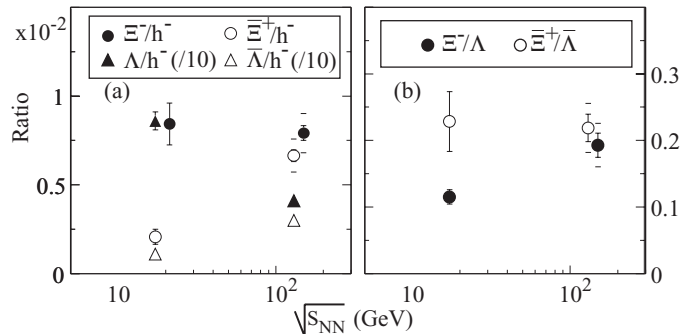 x10⁻²
● Ξ⁻/h⁻ ○ Ξ̅⁺/h⁻
▲ Λ/h⁻(/10) △ Λ̅/h⁻(/10)
● Ξ⁻/Λ ○ Ξ̅⁺/Λ̅
(a)
(b)
Ratio
1
0.5
0
0.3
0.2
0.1
0
10
10²
10
10²
√S_NN (GeV)